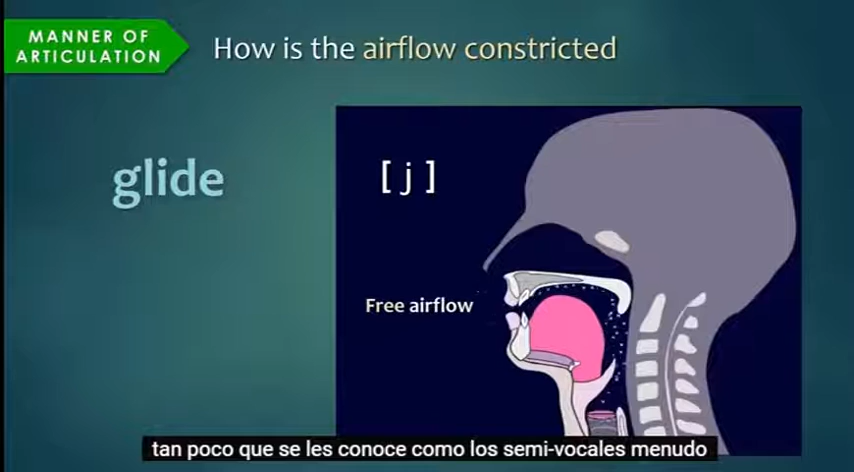 MANNER OF
ARTICULATION
How is the airflow constricted
glide
[ j ]
Free airflow
tan poco que se les conoce como los semi-vocales menudo